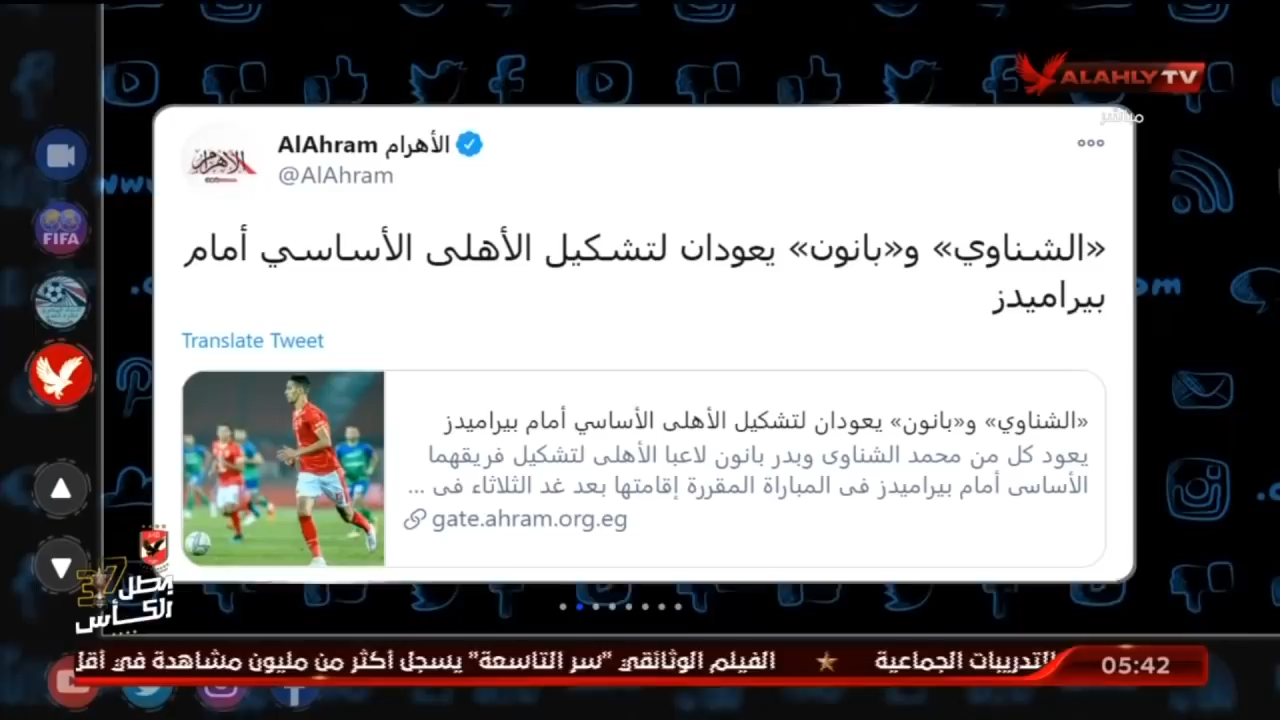 ALAHLY TV
مباشر
AlAhram الأهرام
@AlAhram
«الشناوي» و«بانون» يعودان لتشكيل الأهلى الأساسي أمام
بيراميدز
Translate Tweet
«الشناوي» و«بانون» يعودان لتشكيل الأهلى الأساسي أمام بيراميدز
يعود كل من محمد الشناوى وبدر بانون لاعبا الأهلى لتشكيل فريقهما
الأساسى أمام بيراميدز فى المباراة المقررة إقامتها بعد غد الثلاثاء فى ...
gate.ahram.org.eg
FIFA
37
بطل
الكأس
التدريبات الجماعية ★ الفيلم الوثائقي "سر التاسعة" يسجل أكثر من مليون مشاهدة في أقل
05:42